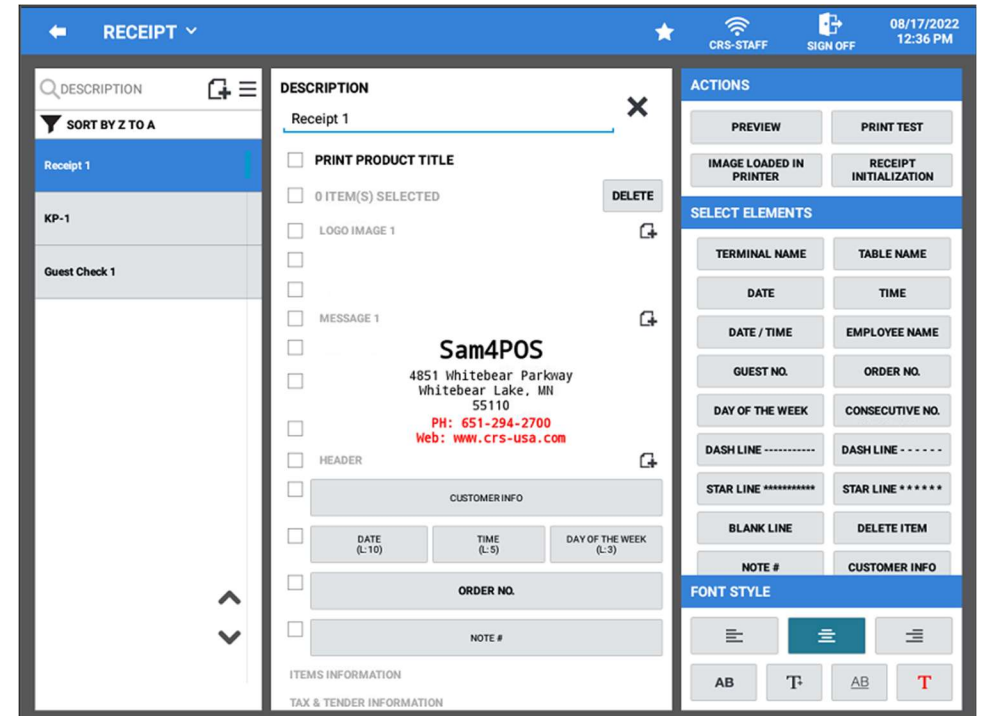 RECEIPT
CRS-STAFF
SIGN OFF
08/17/2022
12:36 PM
DESCRIPTION
SORT BY Z TO A
Receipt 1
KP-1
Guest Check 1
DESCRIPTION
Receipt 1
PRINT PRODUCT TITLE
0 ITEM(S) SELECTED
DELETE
LOGO IMAGE 1
MESSAGE 1
Sam4POS
4851 Whitebear Parkway
Whitebear Lake, MN
55110
PH: 651-294-2700
Web: www.crs-usa.com
HEADER
CUSTOMER INFO
DATE
(L:10)
TIME
(L:5)
DAY OF THE WEEK
(L:3)
ORDER NO.
NOTE #
ITEMS INFORMATION
TAX & TENDER INFORMATION
ACTIONS
PREVIEW
PRINT TEST
IMAGE LOADED IN
PRINTER
RECEIPT
INITIALIZATION
SELECT ELEMENTS
TERMINAL NAME
TABLE NAME
DATE
TIME
DATE / TIME
EMPLOYEE NAME
GUEST NO.
ORDER NO.
DAY OF THE WEEK
CONSECUTIVE NO.
DASH LINE -----------
DASH LINE - - - - - -
STAR LINE ***********
STAR LINE * * * * * *
BLANK LINE
DELETE ITEM
NOTE #
CUSTOMER INFO
FONT STYLE
AB
T+
AB
T